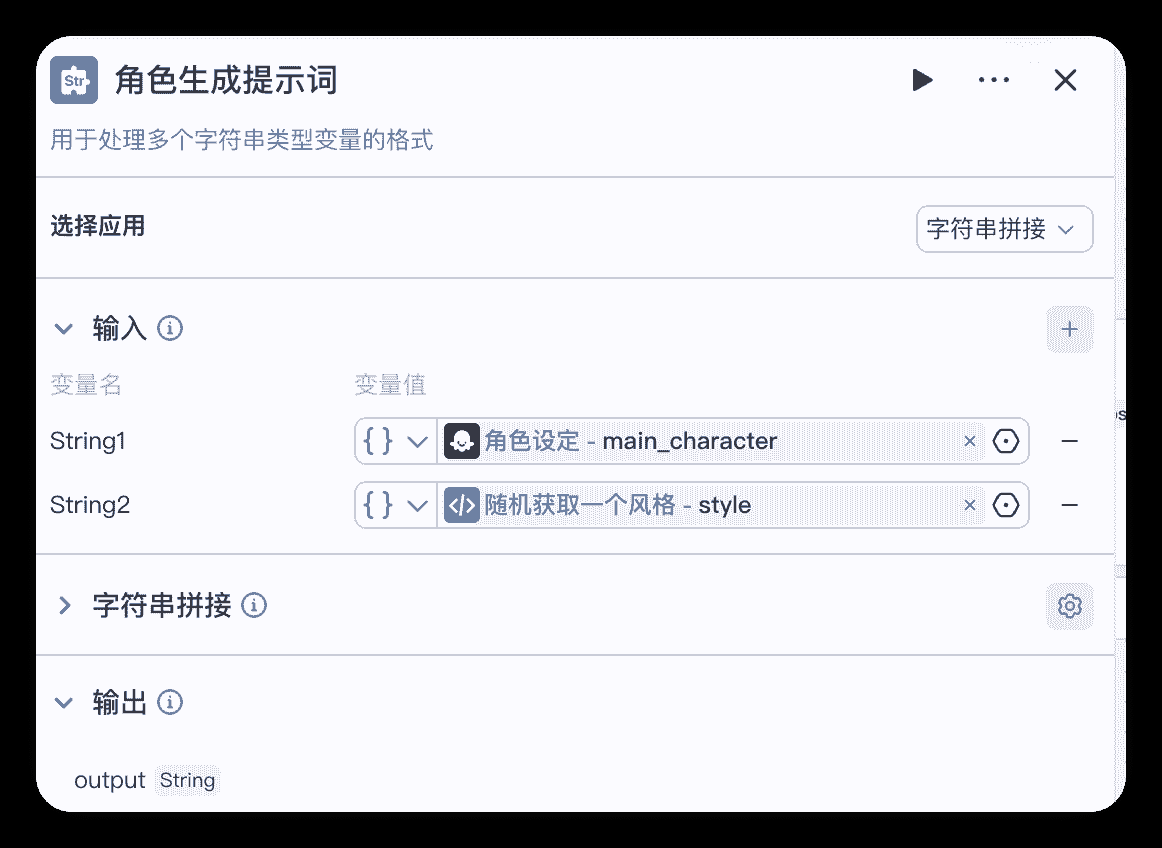 Str 角色生成提示词
用于处理多个字符串类型变量的格式
选择应用 字符串拼接
输入
变量名 变量值
String1 { } 角色设定 - main_character
String2 { } </> 随机获取一个风格 - style
字符串拼接
输出
output String